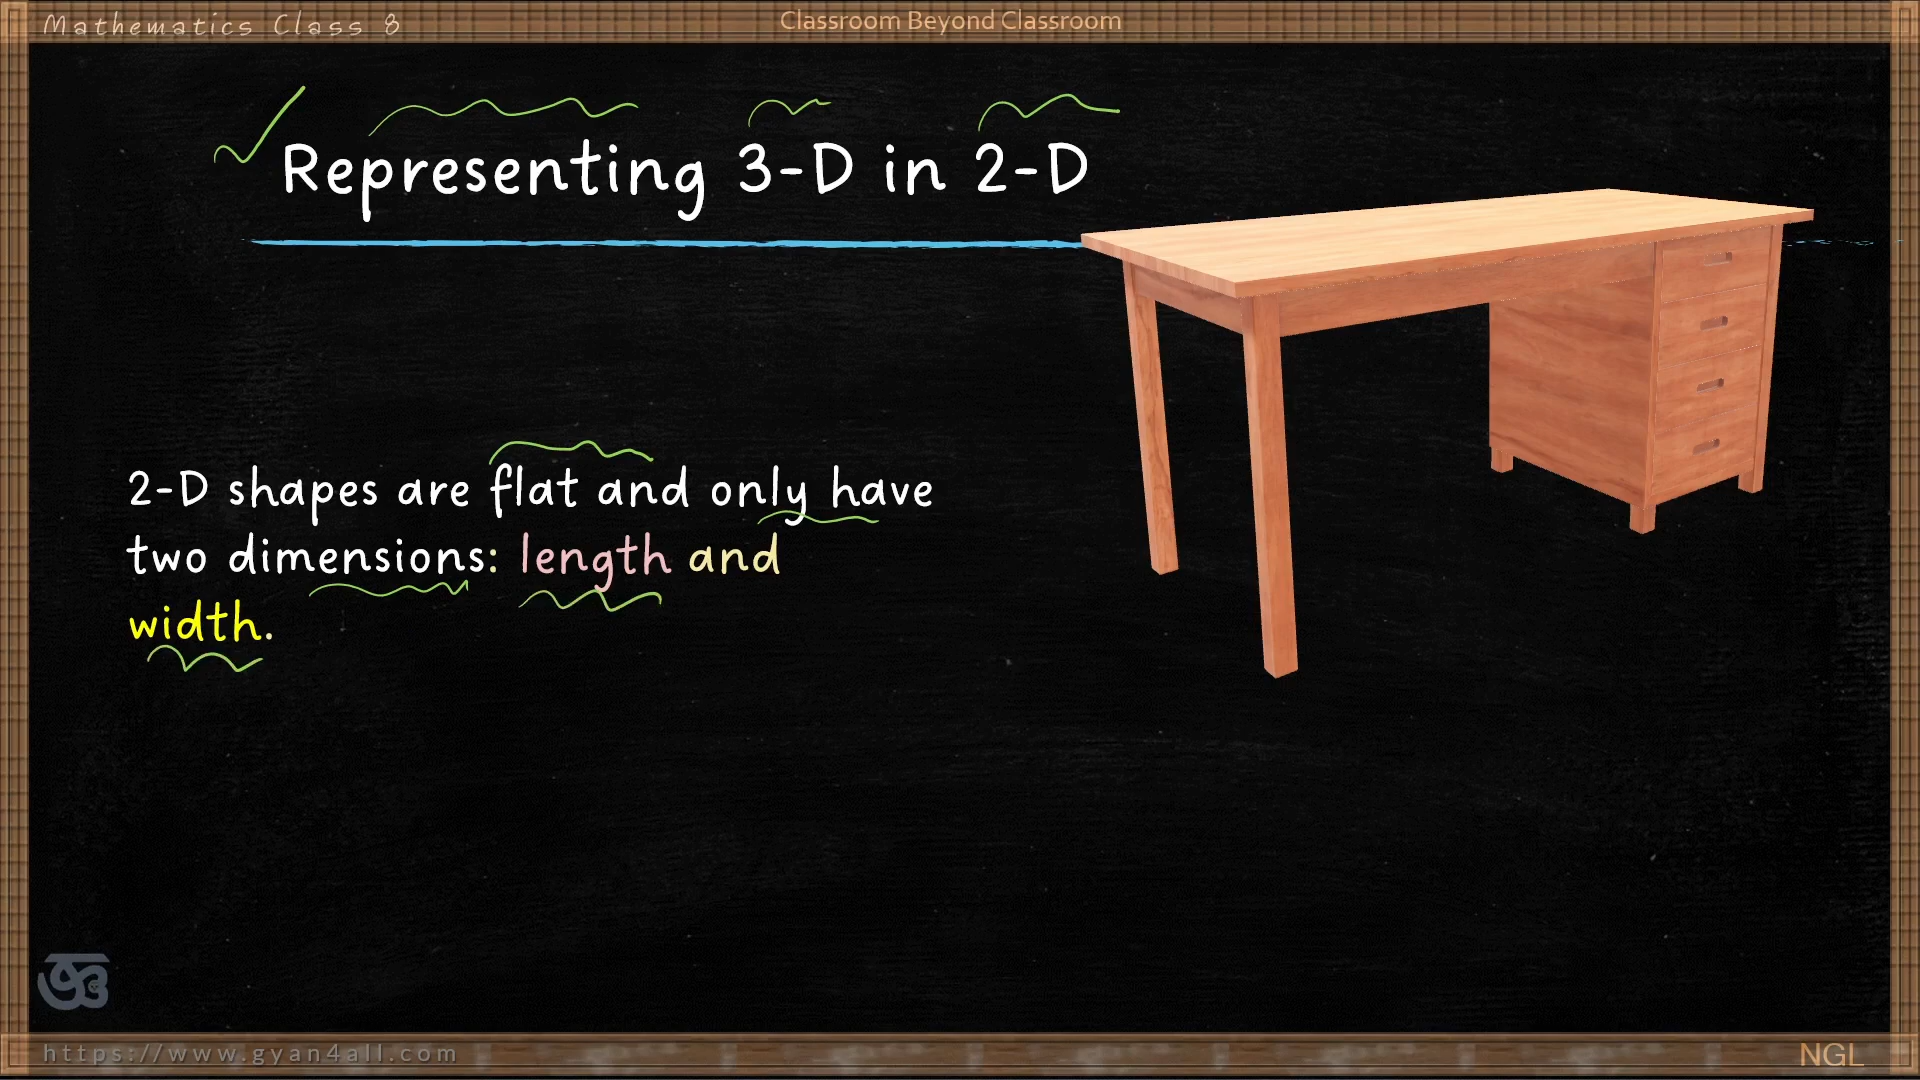 Mathematics Class 8
Classroom Beyond Classroom
Representing 3-D in 2-D
2-D shapes are flat and only have
two dimensions: length and
width.
https://www.gyan4all.com
NGL